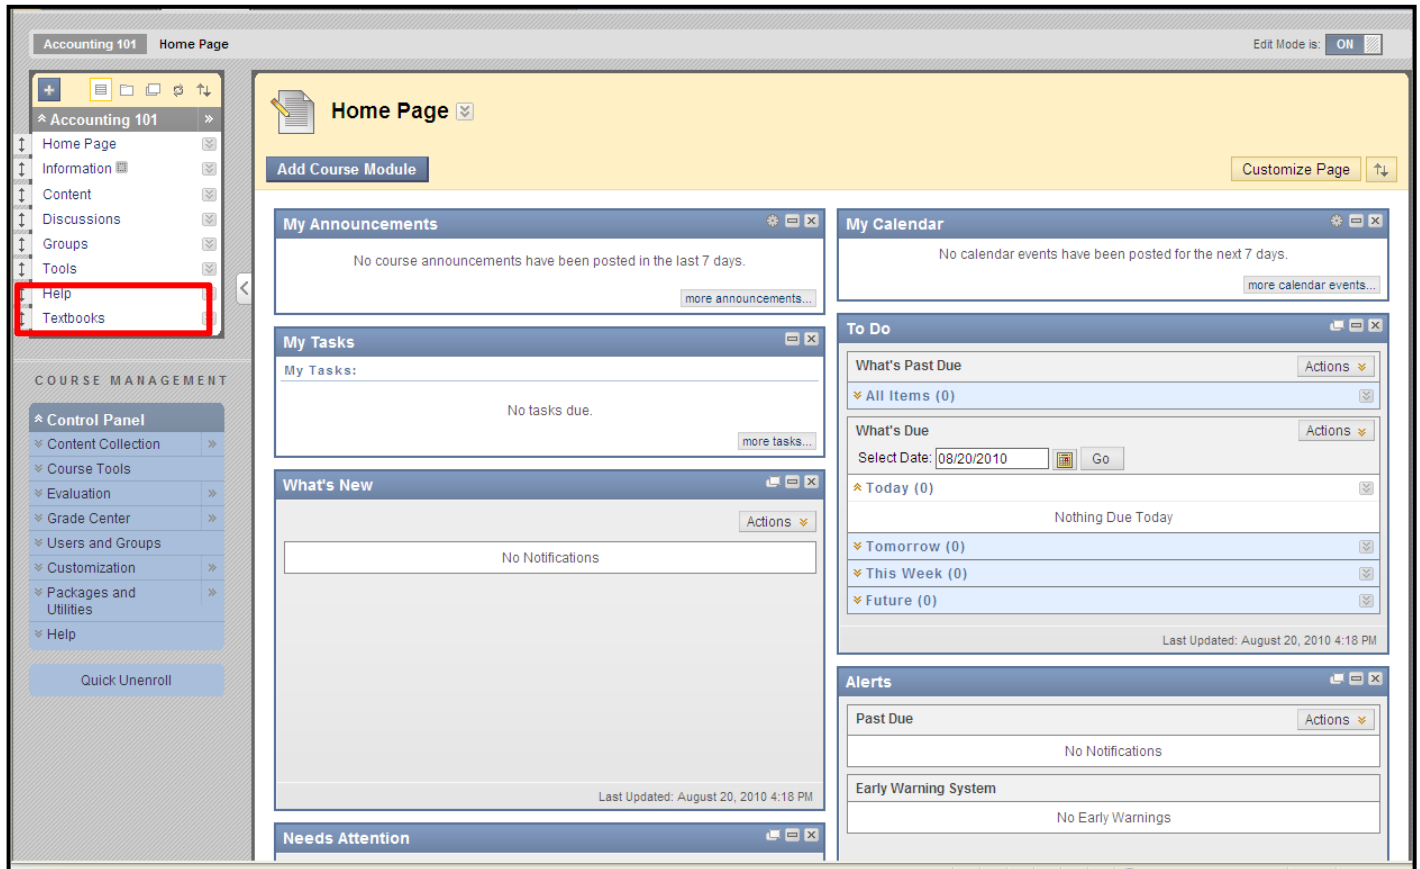 Accounting 101 Home Page
Edit Mode is: ON
Accounting 101
Home Page
Information
Content
Discussions
Groups
Tools
Help
Textbooks
COURSE MANAGEMENT
Control Panel
Content Collection
Course Tools
Evaluation
Grade Center
Users and Groups
Customization
Packages and
Utilities
Help
Quick Unenroll
Home Page
Add Course Module
Customize Page
My Announcements
No course announcements have been posted in the last 7 days.
more announcements...
My Tasks
My Tasks:
No tasks due.
more tasks...
What's New
Actions
No Notifications
Last Updated: August 20, 2010 4:18 PM
Needs Attention
My Calendar
No calendar events have been posted for the next 7 days.
more calendar events...
To Do
What's Past Due
Actions
All Items (0)
What's Due
Actions
Select Date: 08/20/2010 Go
Today (0)
Nothing Due Today
Tomorrow (0)
This Week (0)
Future (0)
Last Updated: August 20, 2010 4:18 PM
Alerts
Past Due
Actions
No Notifications
Early Warning System
No Early Warnings